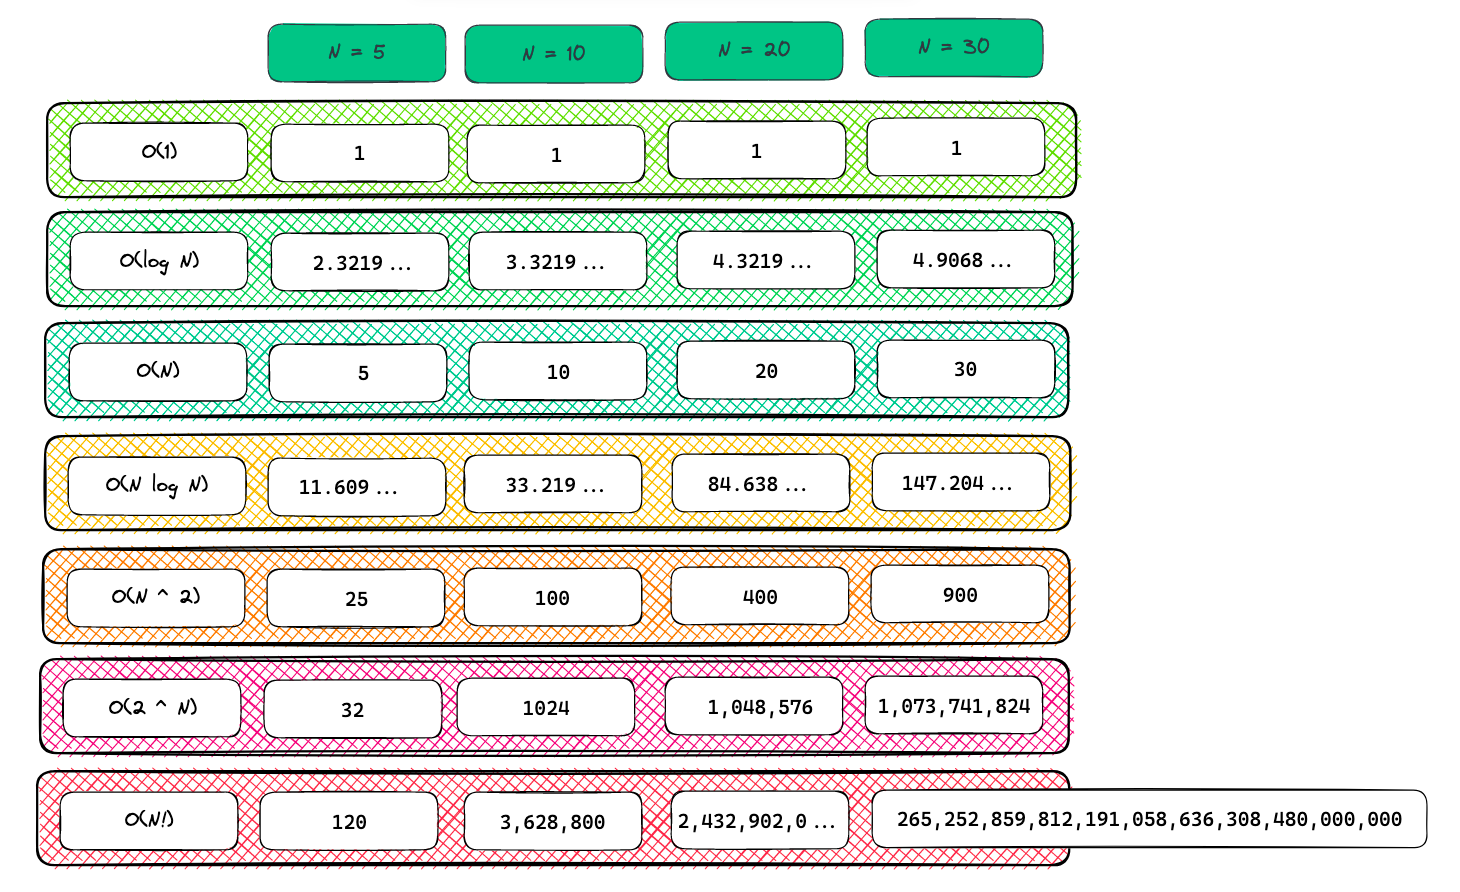 N = 5 N = 10 N = 20 N = 30
O(1) 1 1 1 1
O(log N) 2.3219... 3.3219... 4.3219... 4.9068...
O(N) 5 10 20 30
O(N log N) 11.609... 33.219... 84.638... 147.204...
O(N ^ 2) 25 100 400 900
O(2 ^ N) 32 1024 1,048,576 1,073,741,824
O(N!) 120 3,628,800 2,432,902,0... 265,252,859,812,191,058,636,308,480,000,000